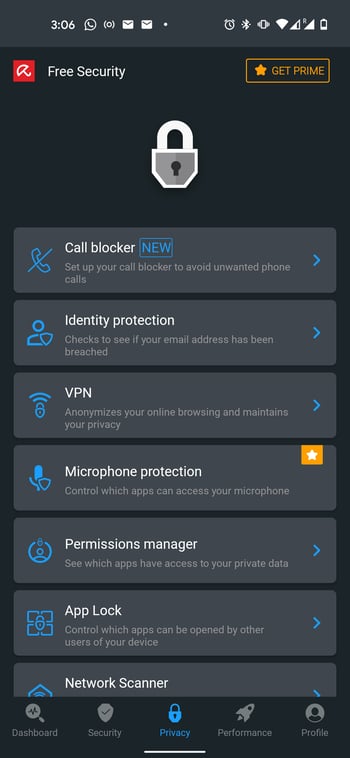 3:06
R
Free Security
GET PRIME
Call blocker NEW
Set up your call blocker to avoid unwanted phone
calls
Identity protection
Checks to see if your email address has been
breached
VPN
Anonymizes your online browsing and maintains
your privacy
Microphone protection
Control which apps can access your microphone
Permissions manager
See which apps have access to your private data
App Lock
Control which apps can be opened by other
users of your device
Network Scanner
Dashboard
Security
Privacy
Performance
Profile